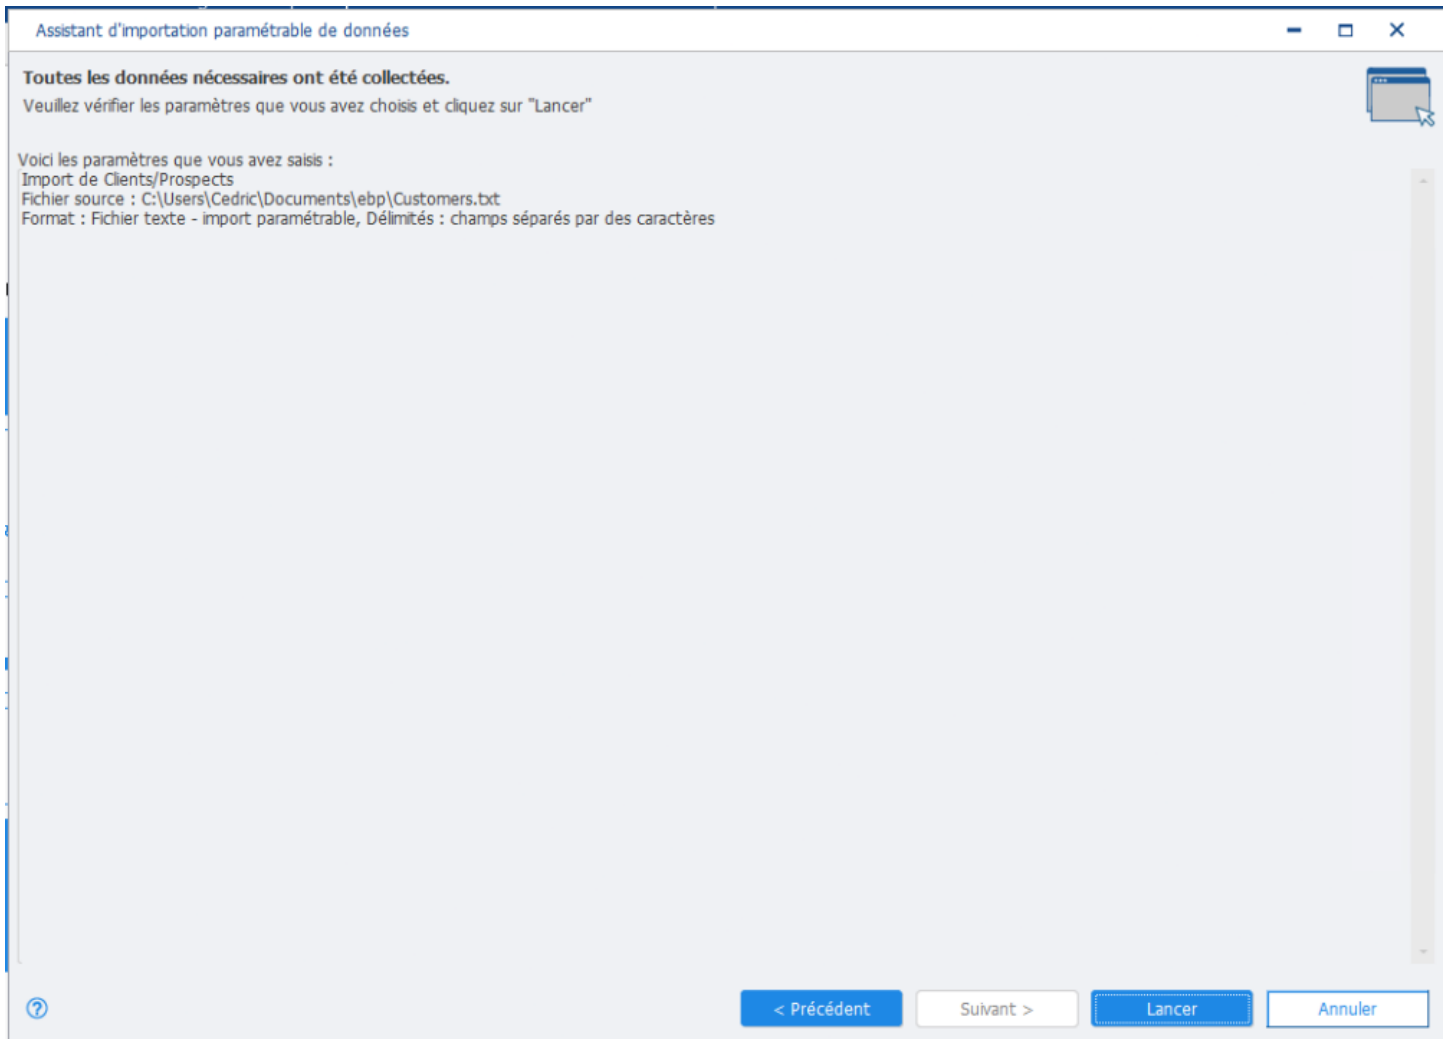 Assistant d'importation paramétrable de données
Toutes les données nécessaires ont été collectées.
Veuillez vérifier les paramètres que vous avez choisis et cliquez sur "Lancer"
Voici les paramètres que vous avez saisis :
Import de Clients/Prospects
Fichier source : C:\Users\Cedric\Documents\ebp\Customers.txt
Format : Fichier texte - import paramétrable, Délimités : champs séparés par des caractères
< Précédent
Suivant >
Lancer
Annuler